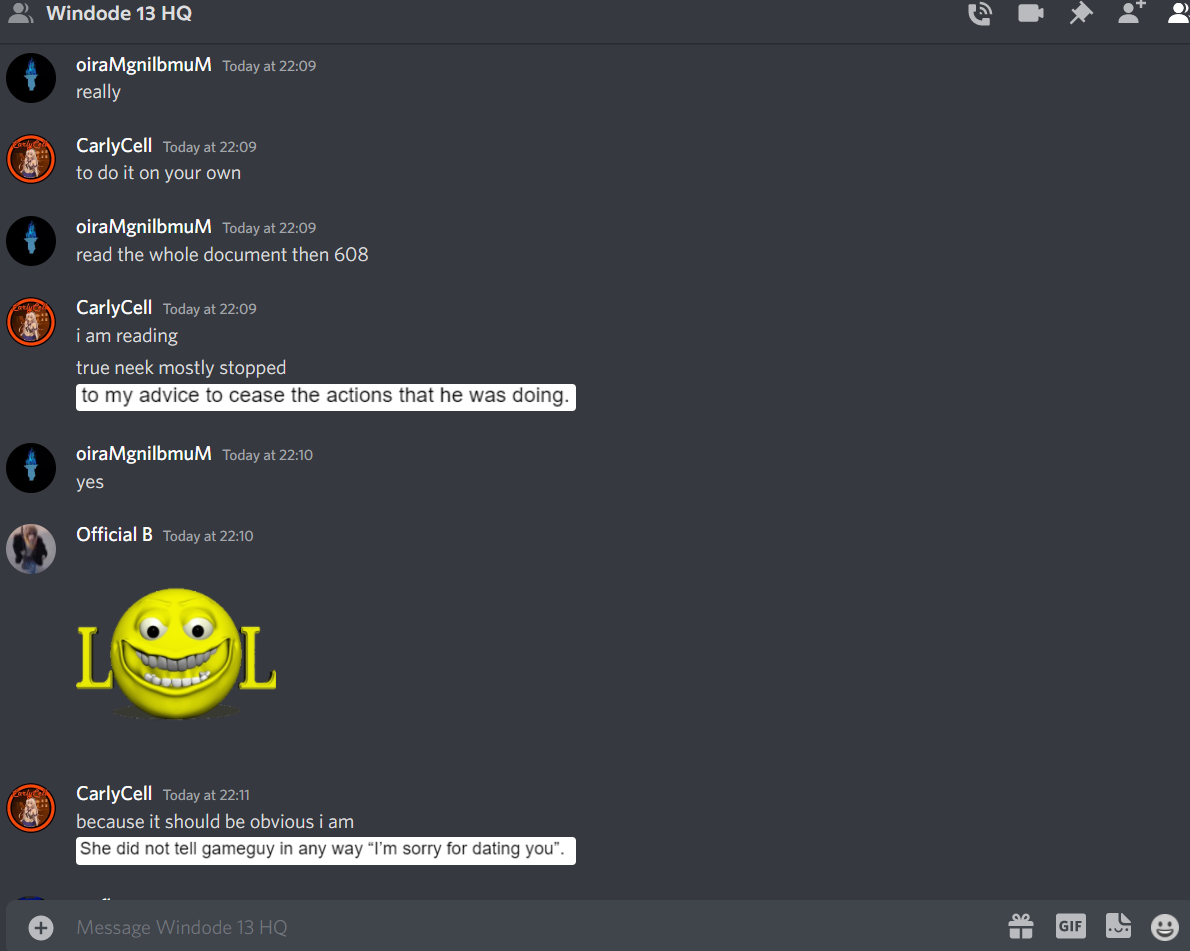 Windode 13 HQ
oiraMgnilbmuM Today at 22:09
really
CarlyCell Today at 22:09
to do it on your own
oiraMgnilbmuM Today at 22:09
read the whole document then 608
CarlyCell Today at 22:09
i am reading
true neek mostly stopped
to my advice to cease the actions that he was doing.
oiraMgnilbmuM Today at 22:10
yes
Official B Today at 22:10
LOL
CarlyCell Today at 22:11
because it should be obvious i am
She did not tell gameguy in any way “I’m sorry for dating you”.
Message Windode 13 HQ
GIF